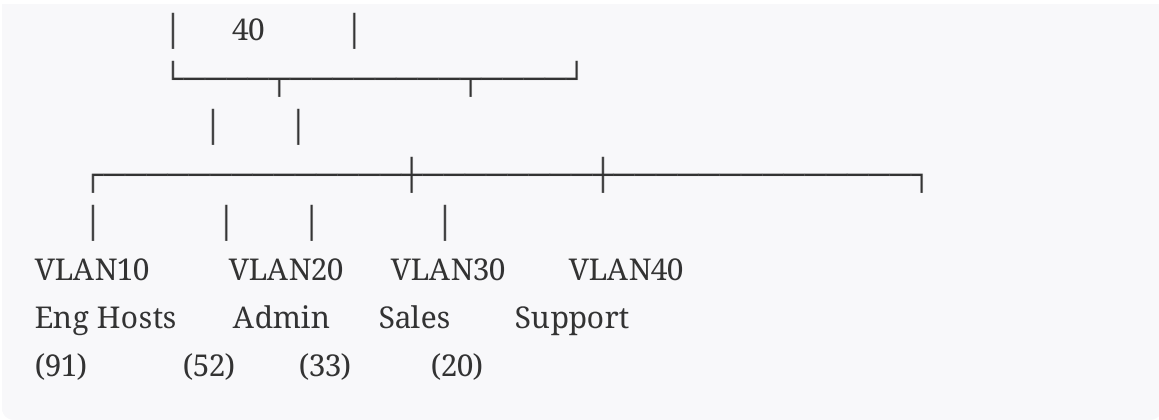 │ 40 │
└────┬────────┬────┘
│ │
┌──────────────┼────────┼──────────────┐
│ │ │ │
VLAN10 VLAN20 VLAN30 VLAN40
Eng Hosts Admin Sales Support
(91) (52) (33) (20)